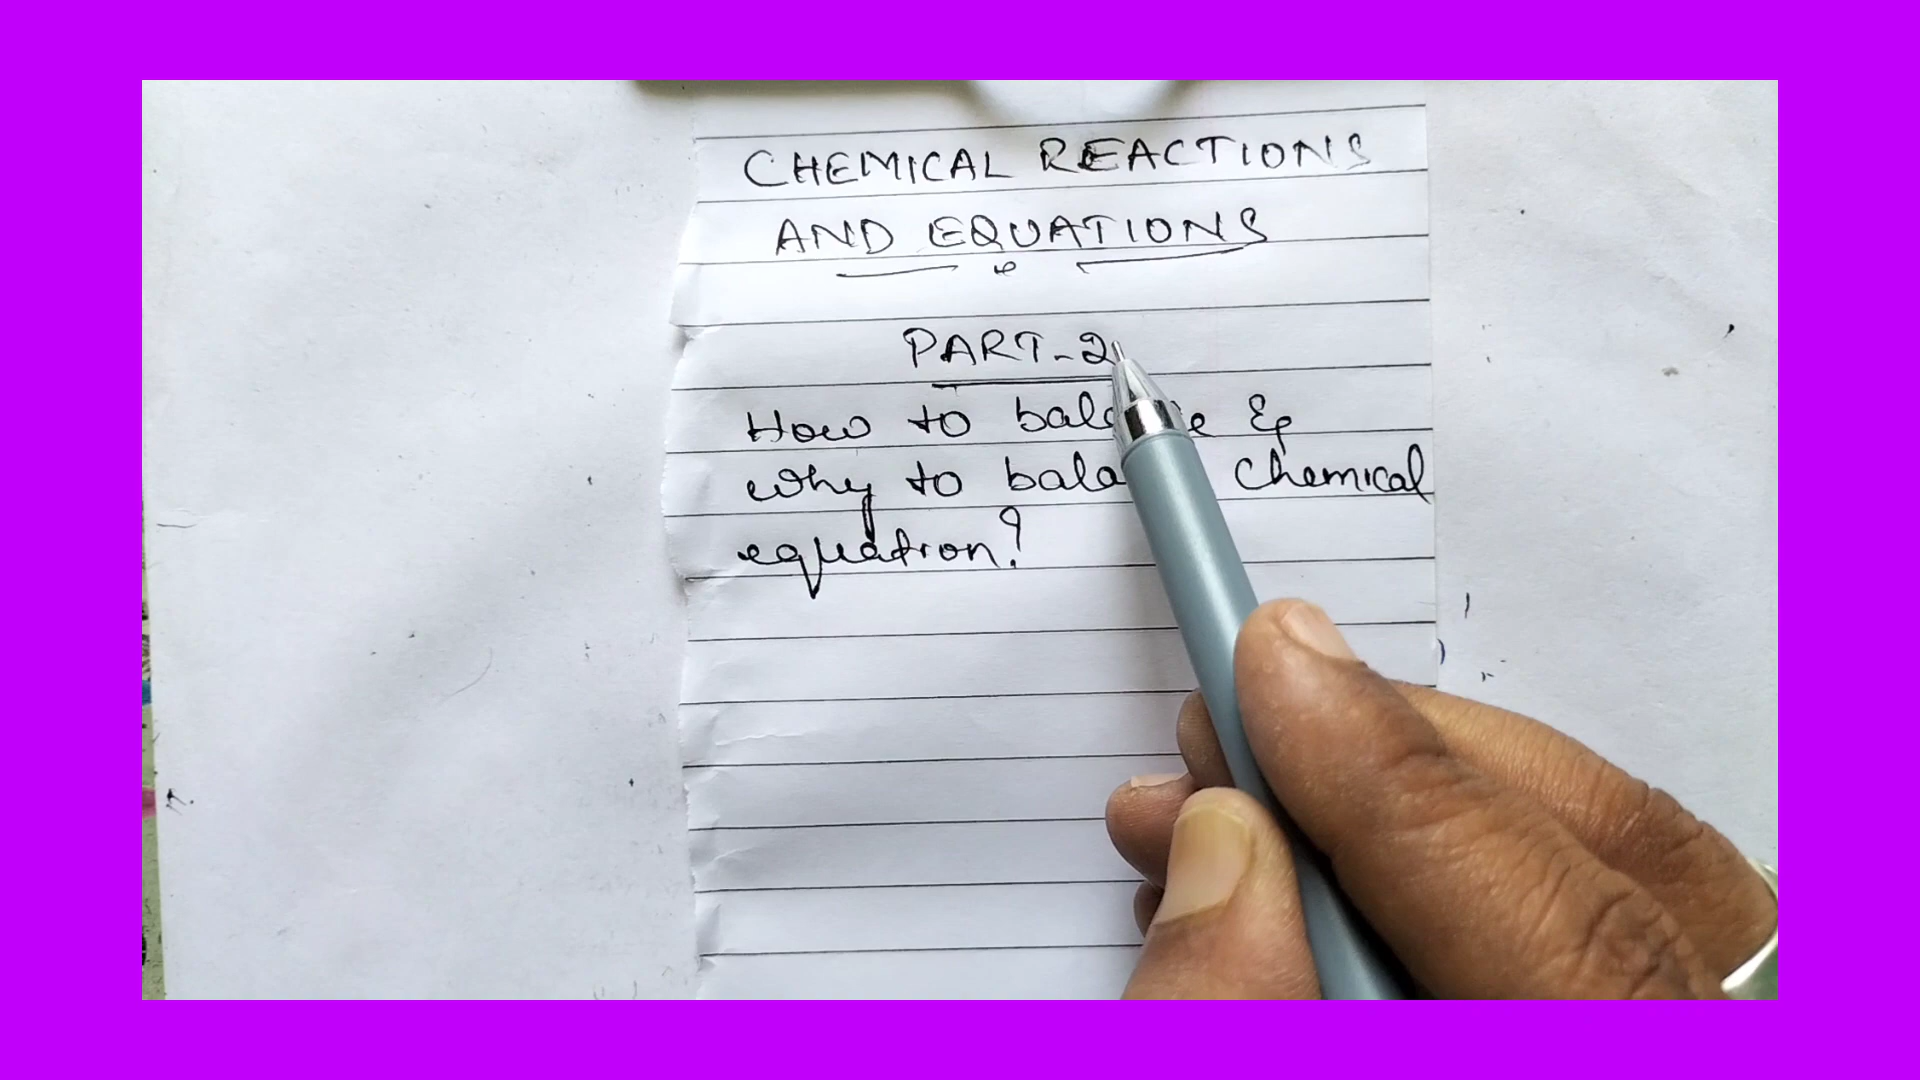 CHEMICAL REACTIONS
AND EQUATIONS
PART-2
How to &
why to chemical
equation?